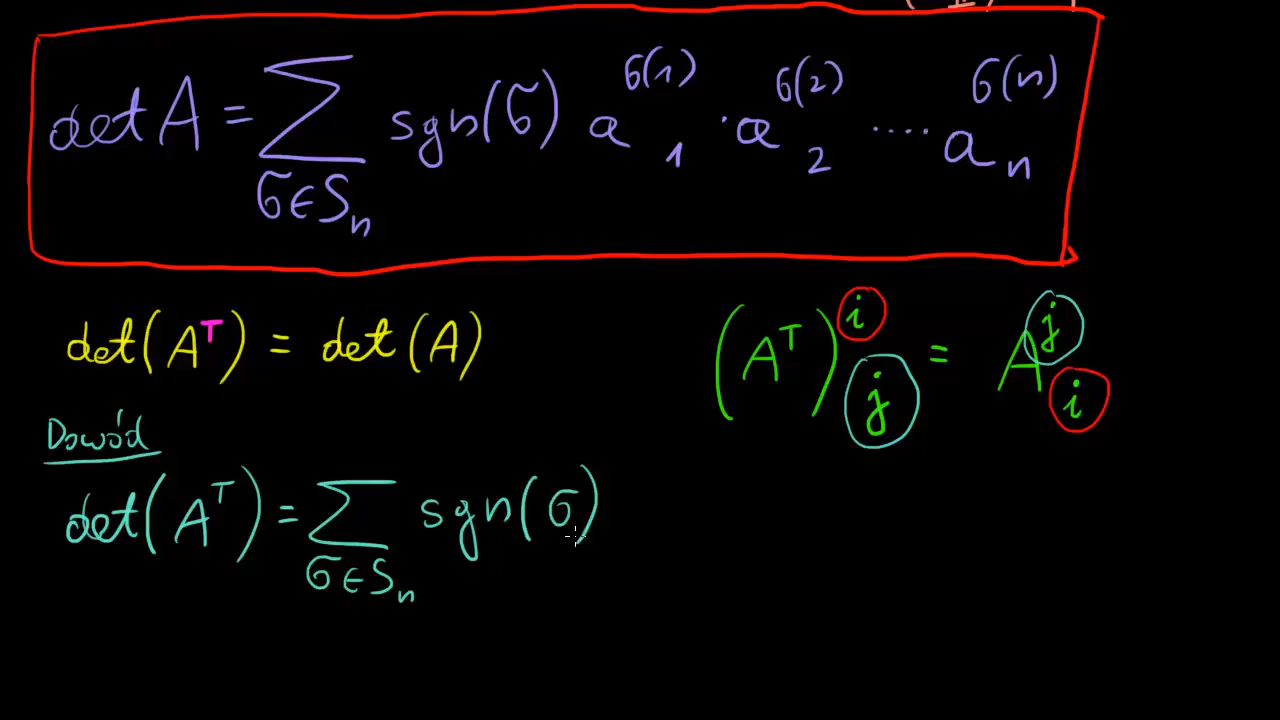 det A = ∑_{σ∈S_n} sgn(σ) a^{σ(1)}_1 · a^{σ(2)}_2 ····· a^{σ(n)}_n
det(A^T) = det(A)
(A^T)^i_j = A^j_i
Dowód
det(A^T) = ∑_{σ∈S_n} sgn(σ)